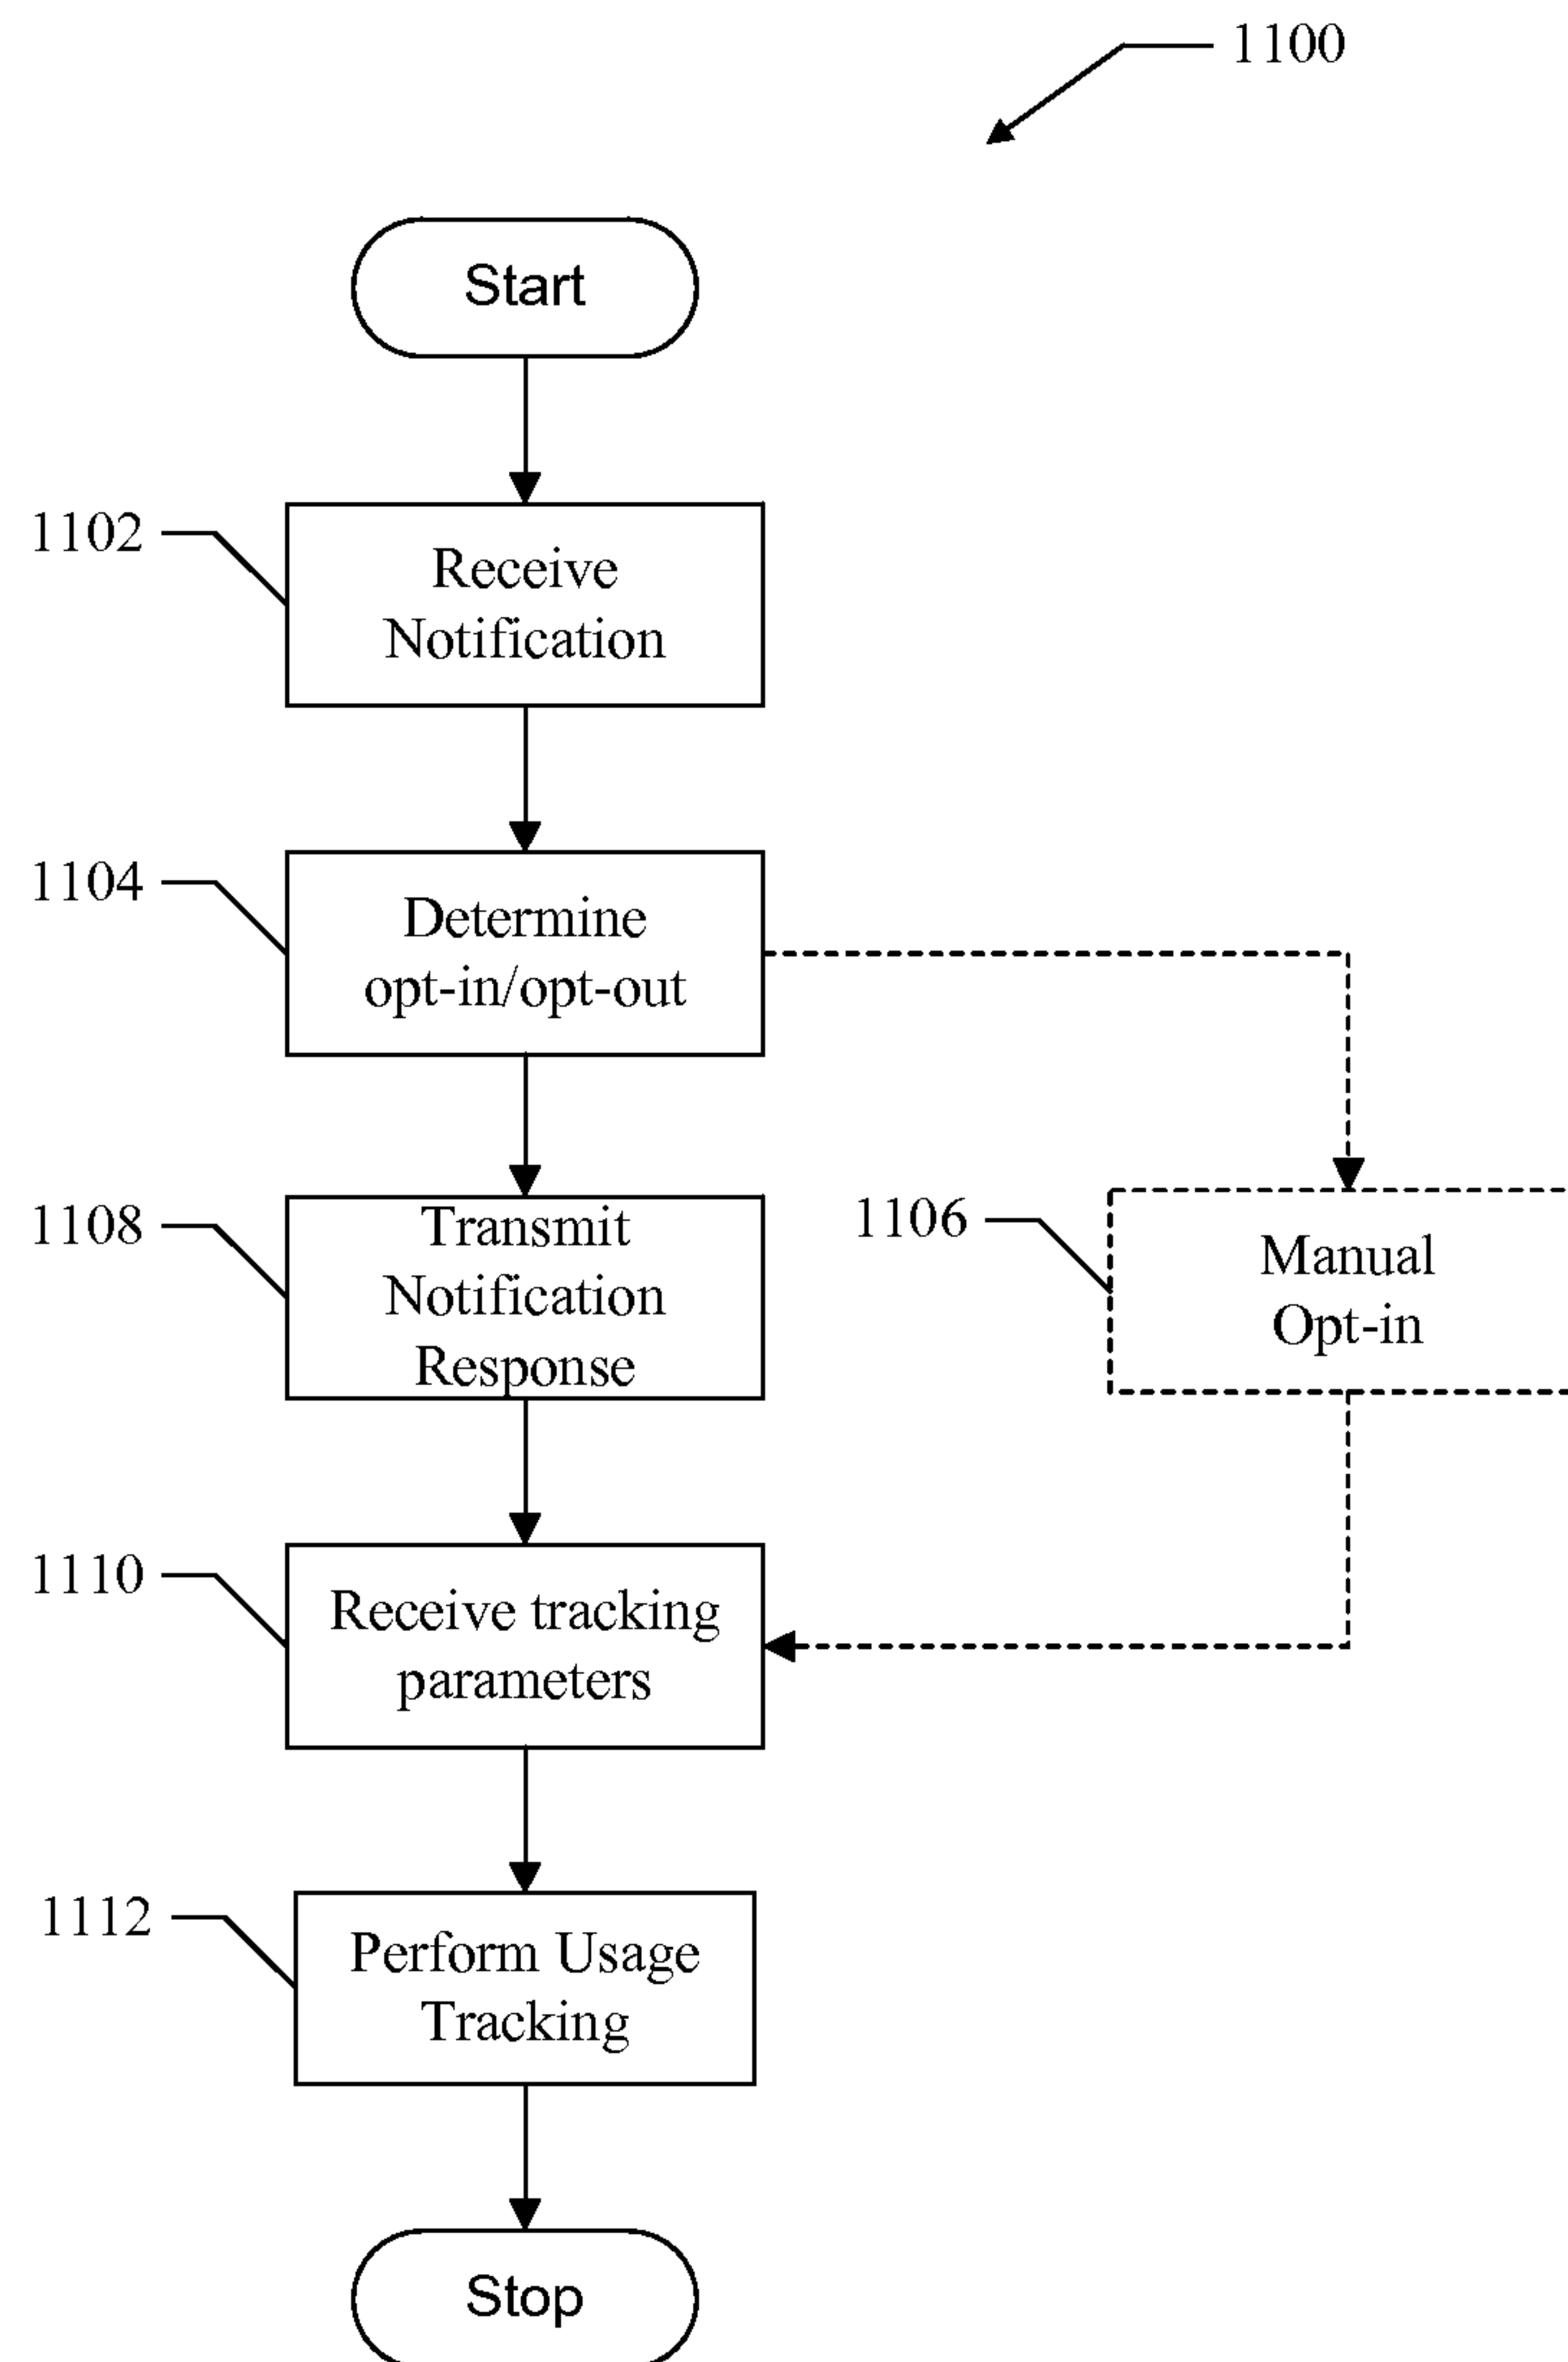 1100
Start
1102
Receive
Notification
1104
Determine
opt-in/opt-out
1108
Transmit
Notification
Response
1106
Manual
Opt-in
1110
Receive tracking
parameters
1112
Perform Usage
Tracking
Stop